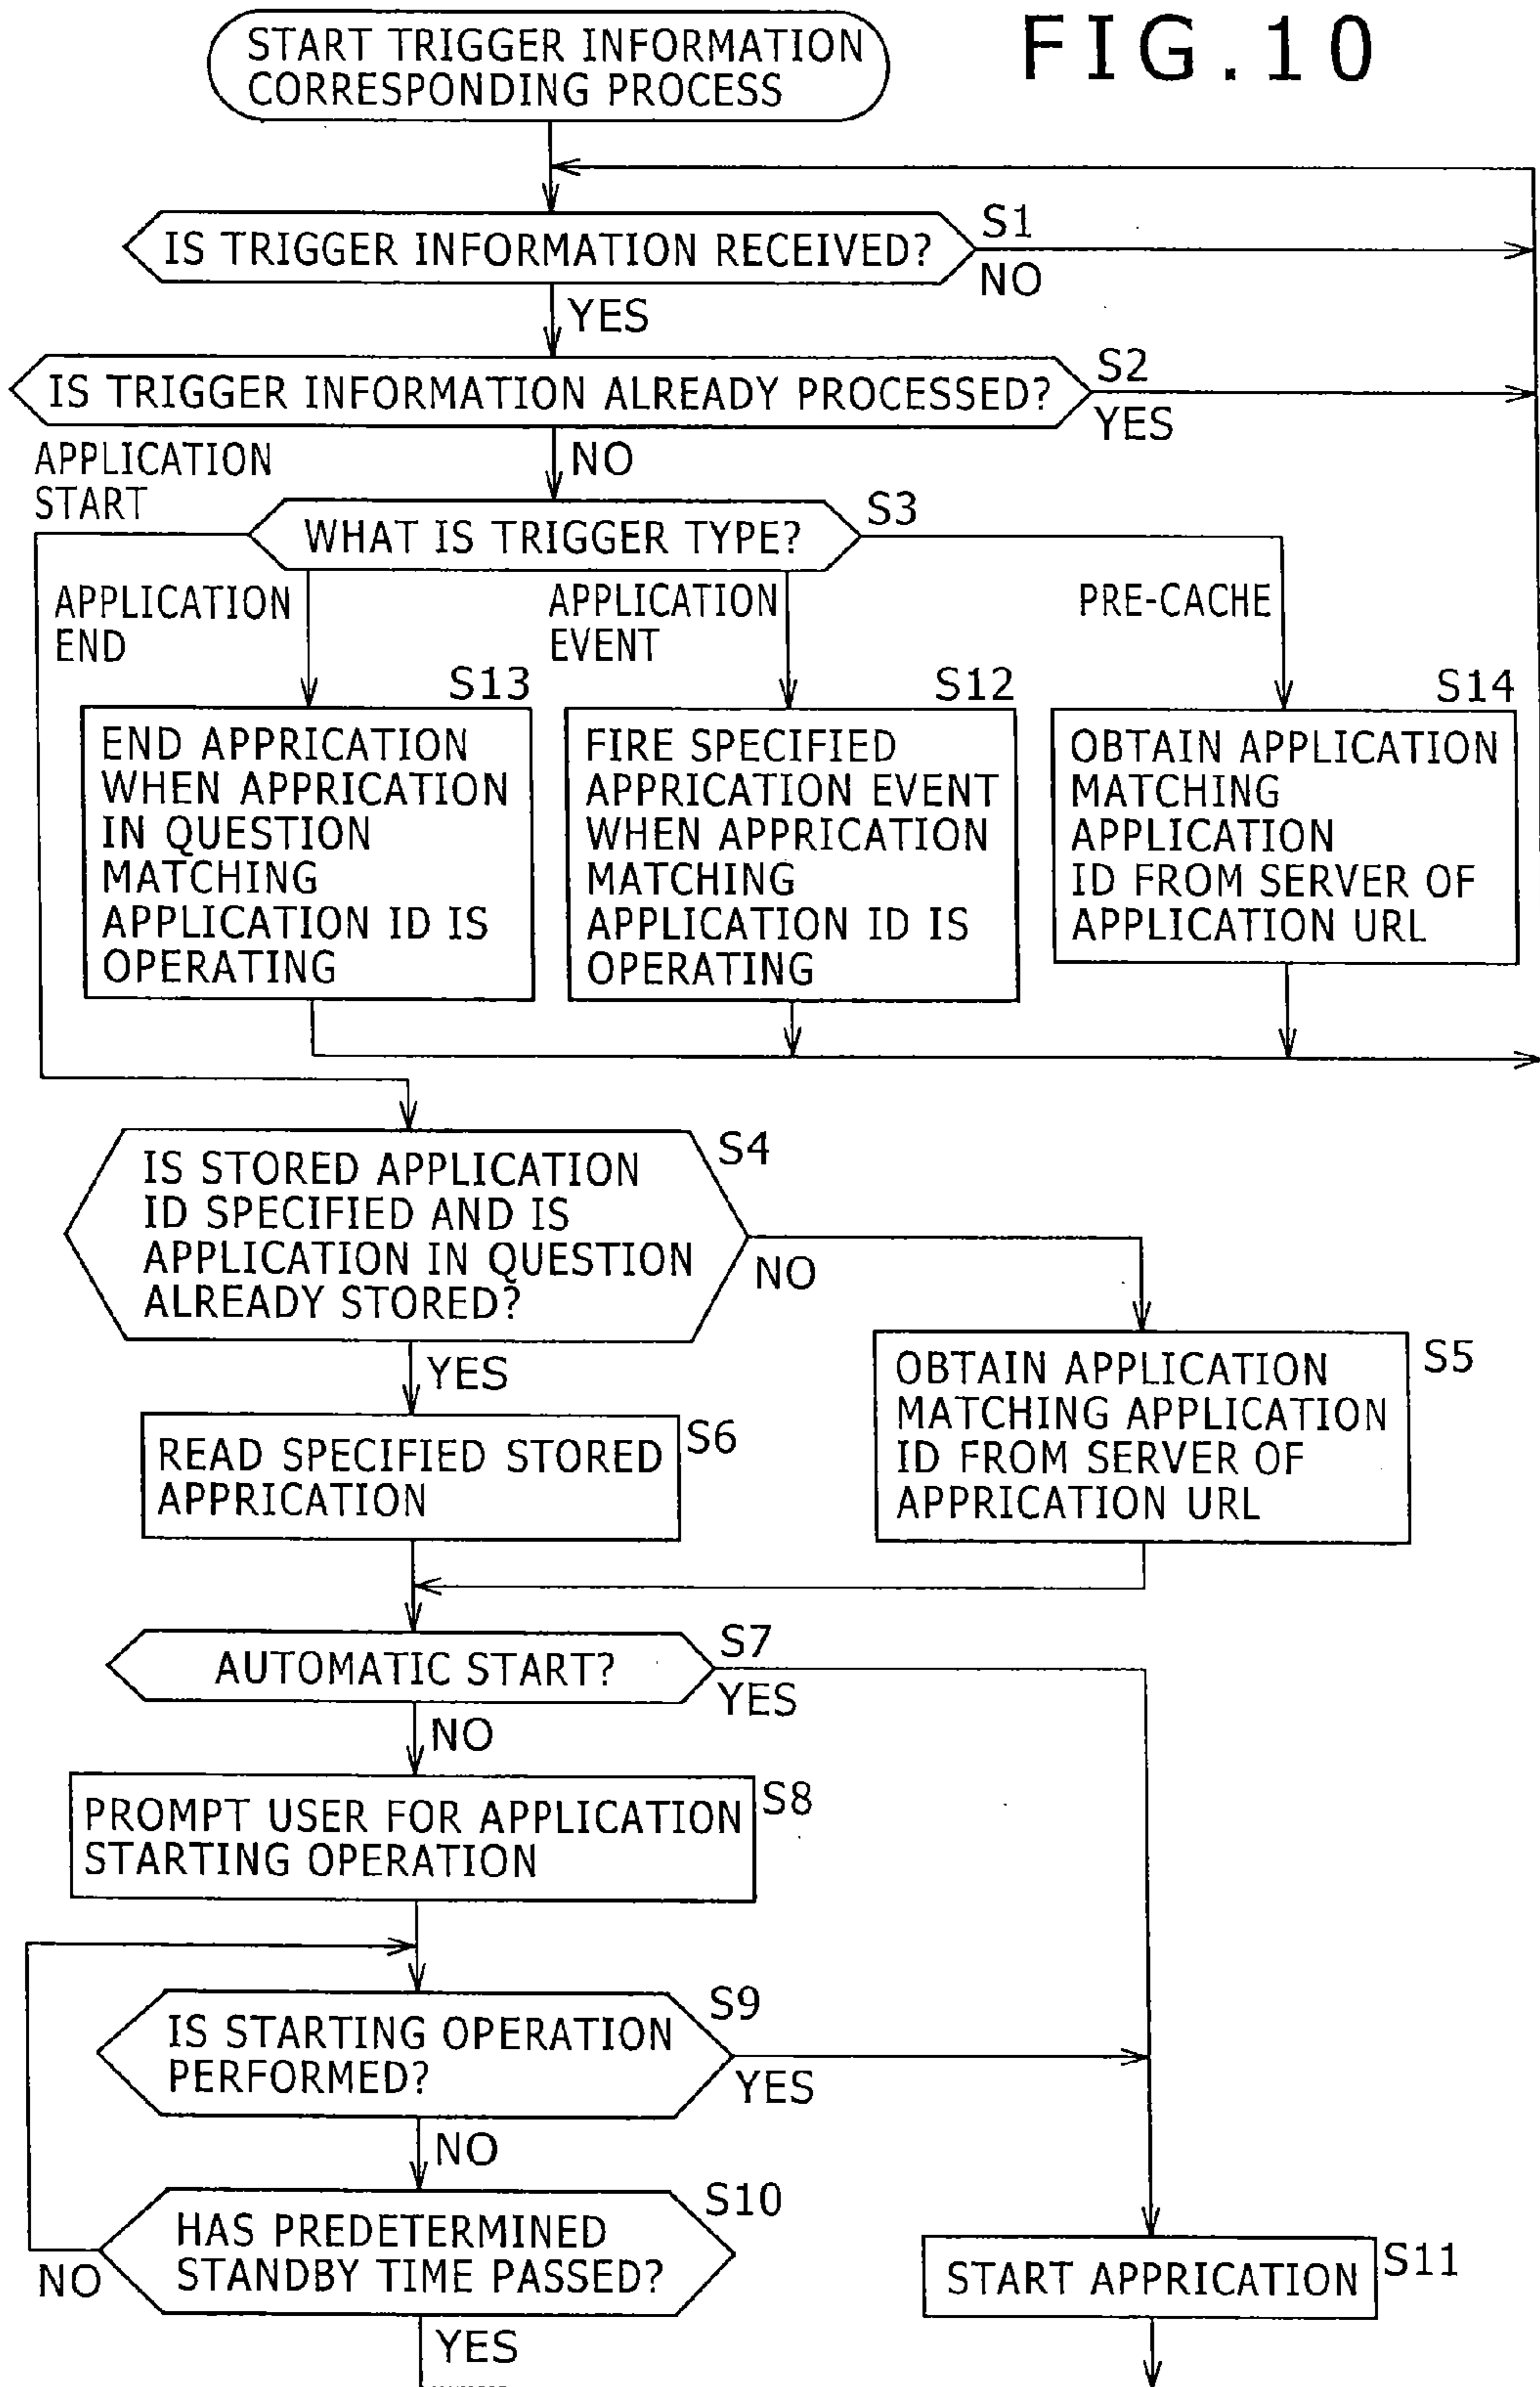 START TRIGGER INFORMATION
CORRESPONDING PROCESS
FIG.10
IS TRIGGER INFORMATION RECEIVED?
S1
NO
YES
IS TRIGGER INFORMATION ALREADY PROCESSED?
S2
YES
NO
APPLICATION
START
WHAT IS TRIGGER TYPE?
S3
APPLICATION
END
APPLICATION
EVENT
PRE-CACHE
S13
END APPRICATION
WHEN APPRICATION
IN QUESTION
MATCHING
APPLICATION ID IS
OPERATING
S12
FIRE SPECIFIED
APPRICATION EVENT
WHEN APPRICATION
MATCHING
APPLICATION ID IS
OPERATING
S14
OBTAIN APPLICATION
MATCHING
APPLICATION
ID FROM SERVER OF
APPLICATION URL
IS STORED APPLICATION
ID SPECIFIED AND IS
APPLICATION IN QUESTION
ALREADY STORED?
S4
NO
YES
OBTAIN APPLICATION
MATCHING APPLICATION
ID FROM SERVER OF
APPRICATION URL
S5
READ SPECIFIED STORED
APPRICATION
S6
AUTOMATIC START?
S7
YES
NO
PROMPT USER FOR APPLICATION
STARTING OPERATION
S8
IS STARTING OPERATION
PERFORMED?
S9
YES
NO
HAS PREDETERMINED
STANDBY TIME PASSED?
S10
NO
YES
START APPRICATION
S11